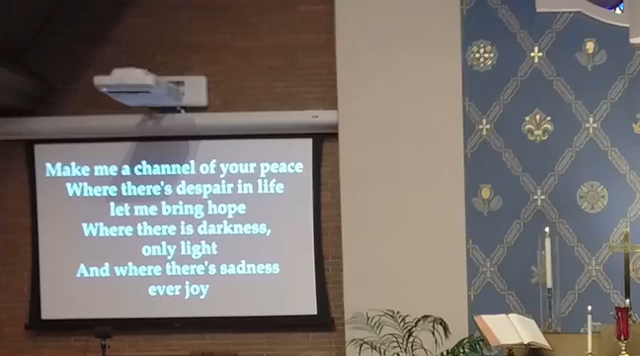 Make me a channel of your peace
Where there's despair in life
let me bring hope
Where there is darkness,
only light
And where there's sadness
ever joy